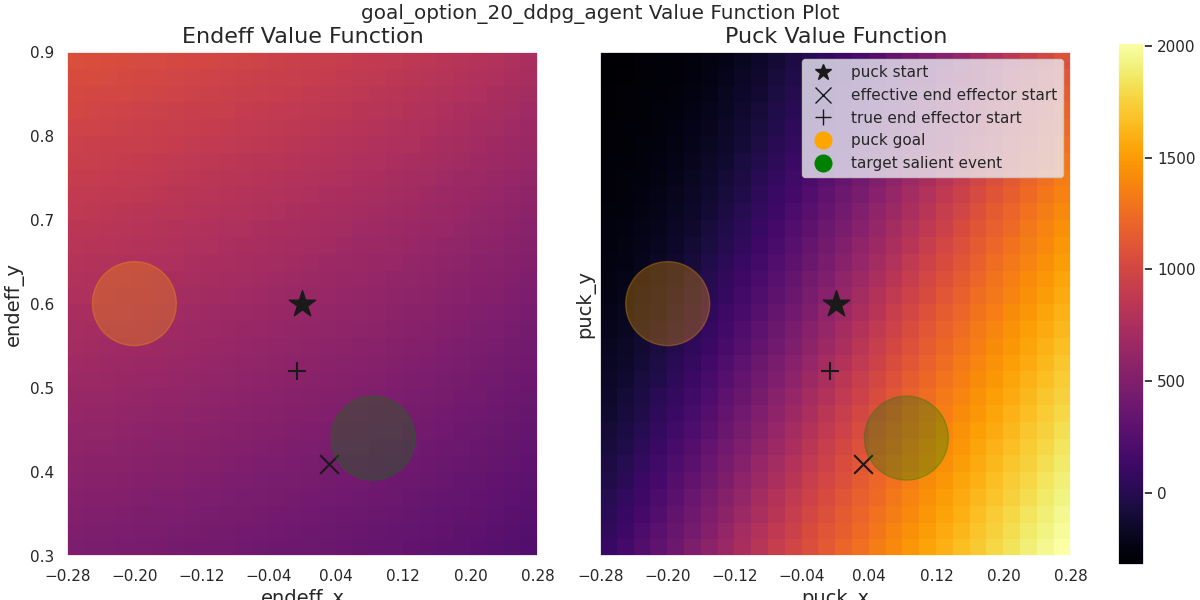 goal_option_20_ddpg_agent Value Function Plot
Endeff Value Function
Puck Value Function
0.9
0.8
0.7
0.6
0.5
0.4
0.3
endeff_y
−0.28 −0.20 −0.12 −0.04 0.04 0.12 0.20 0.28
endeff_x
puck_y
puck start
effective end effector start
true end effector start
puck goal
target salient event
−0.28 −0.20 −0.12 −0.04 0.04 0.12 0.20 0.28
puck_x
2000
1500
1000
500
0